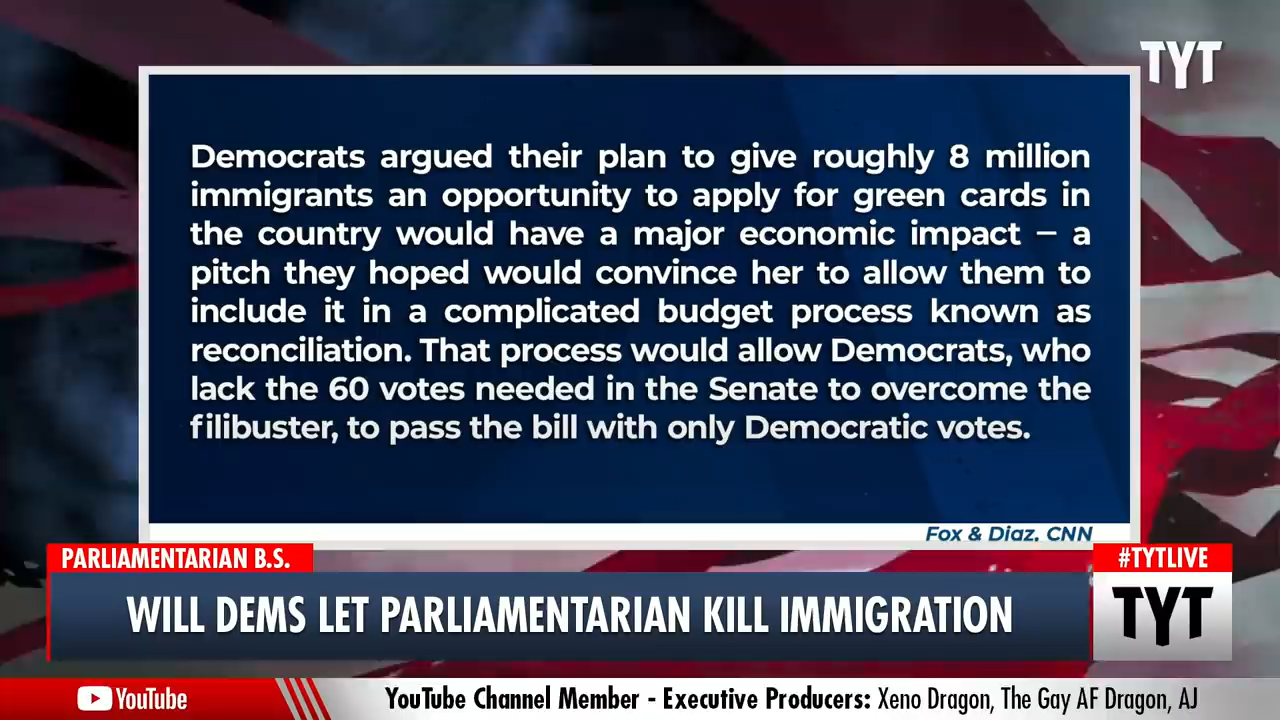 TYT
Democrats argued their plan to give roughly 8 million
immigrants an opportunity to apply for green cards in
the country would have a major economic impact – a
pitch they hoped would convince her to allow them to
include it in a complicated budget process known as
reconciliation. That process would allow Democrats, who
lack the 60 votes needed in the Senate to overcome the
filibuster, to pass the bill with only Democratic votes.
Fox & Diaz, CNN
PARLIAMENTARIAN B.S.
#TYTLIVE
WILL DEMS LET PARLIAMENTARIAN KILL IMMIGRATION
TYT
YouTube
YouTube Channel Member - Executive Producers: Xeno Dragon, The Gay AF Dragon, AJ